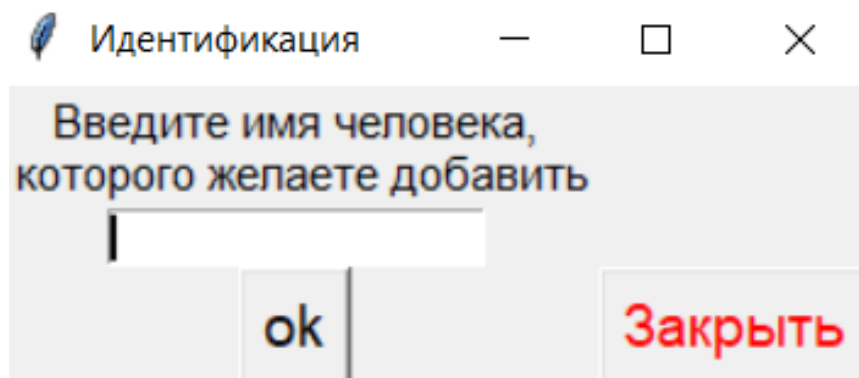 Идентификация
Введите имя человека,
которого желаете добавить
ok
Закрыть